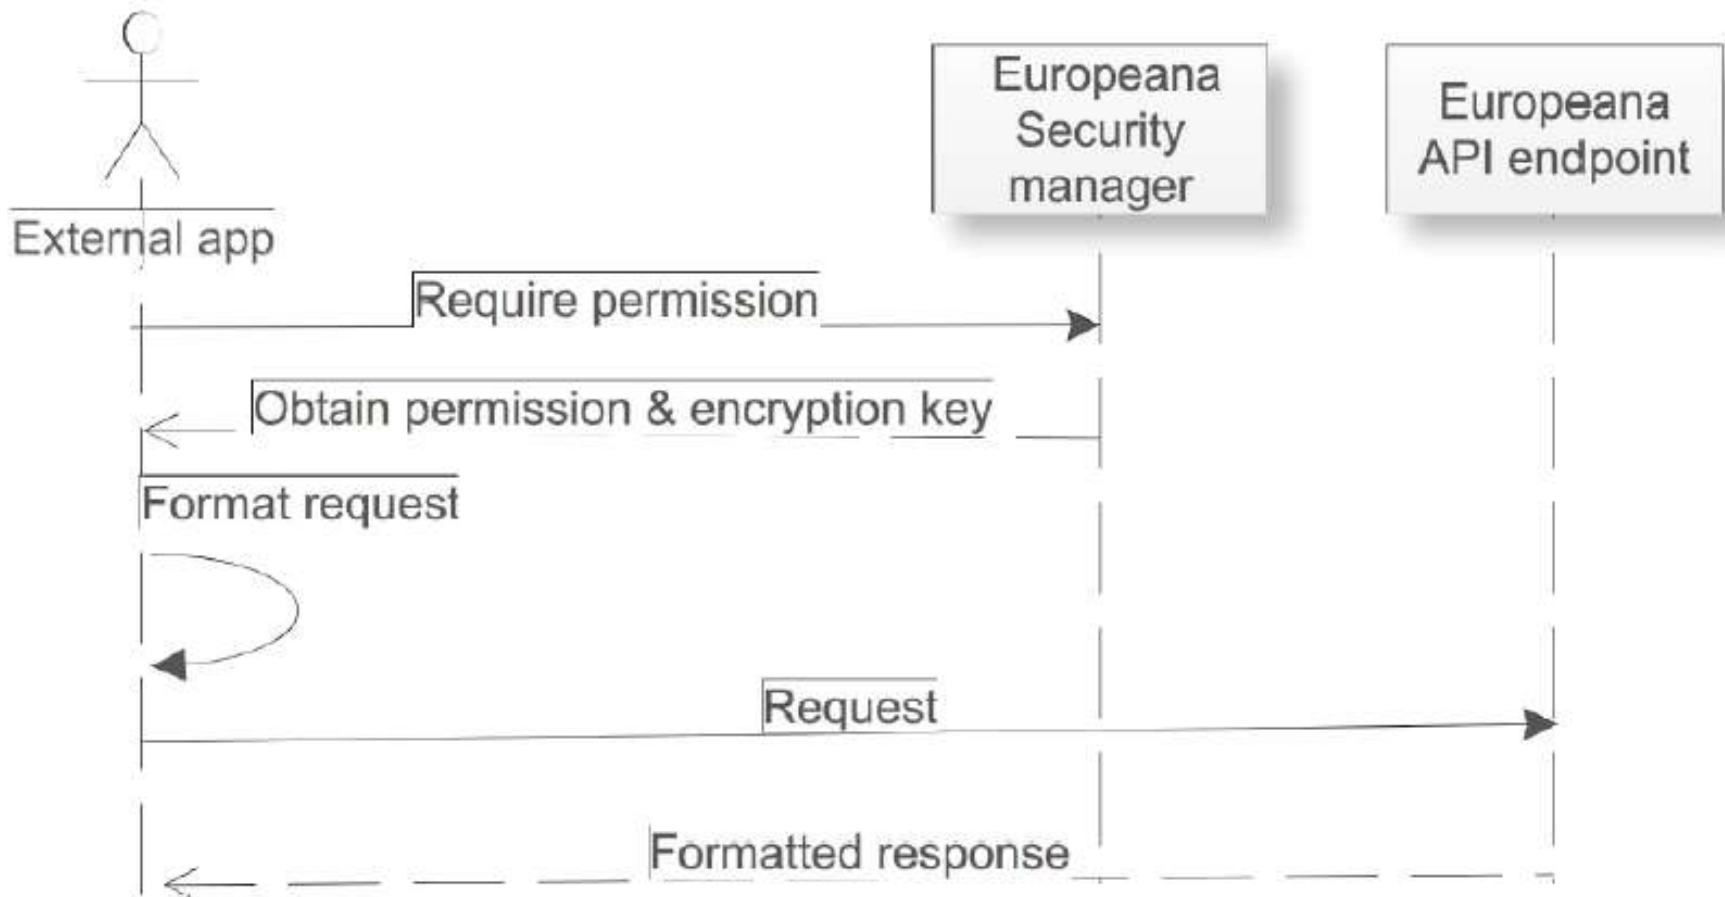 Europeana
Security
manager
Europeana
API endpoint
External app
Require permission
Obtain permission & encryption key
Format request
Request
Formatted response